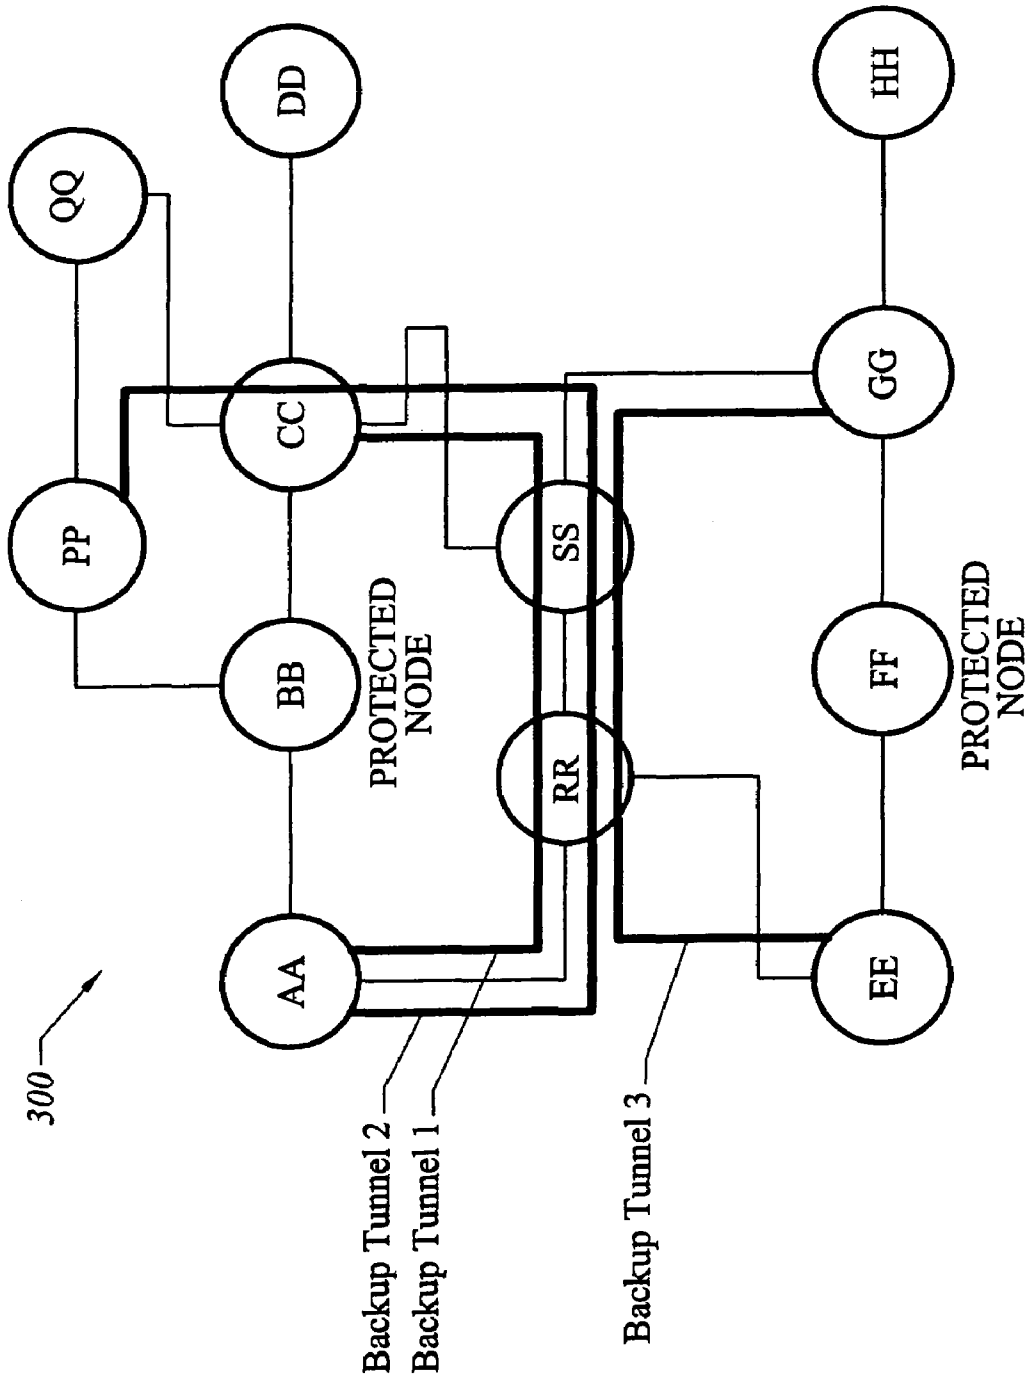 300
PP
QQ
AA
BB
CC
DD
PROTECTED
NODE
Backup Tunnel 2
Backup Tunnel 1
RR
SS
Backup Tunnel 3
EE
FF
GG
HH
PROTECTED
NODE